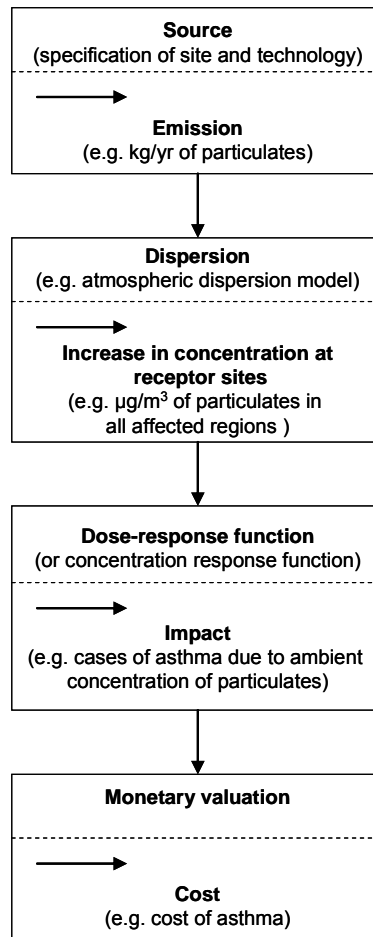 Source
(specification of site and technology)
Emission
(e.g. kg/yr of particulates)
Dispersion
(e.g. atmospheric dispersion model)
Increase in concentration at
receptor sites
(e.g. µg/m³ of particulates in
all affected regions )
Dose-response function
(or concentration response function)
Impact
(e.g. cases of asthma due to ambient
concentration of particulates)
Monetary valuation
Cost
(e.g. cost of asthma)